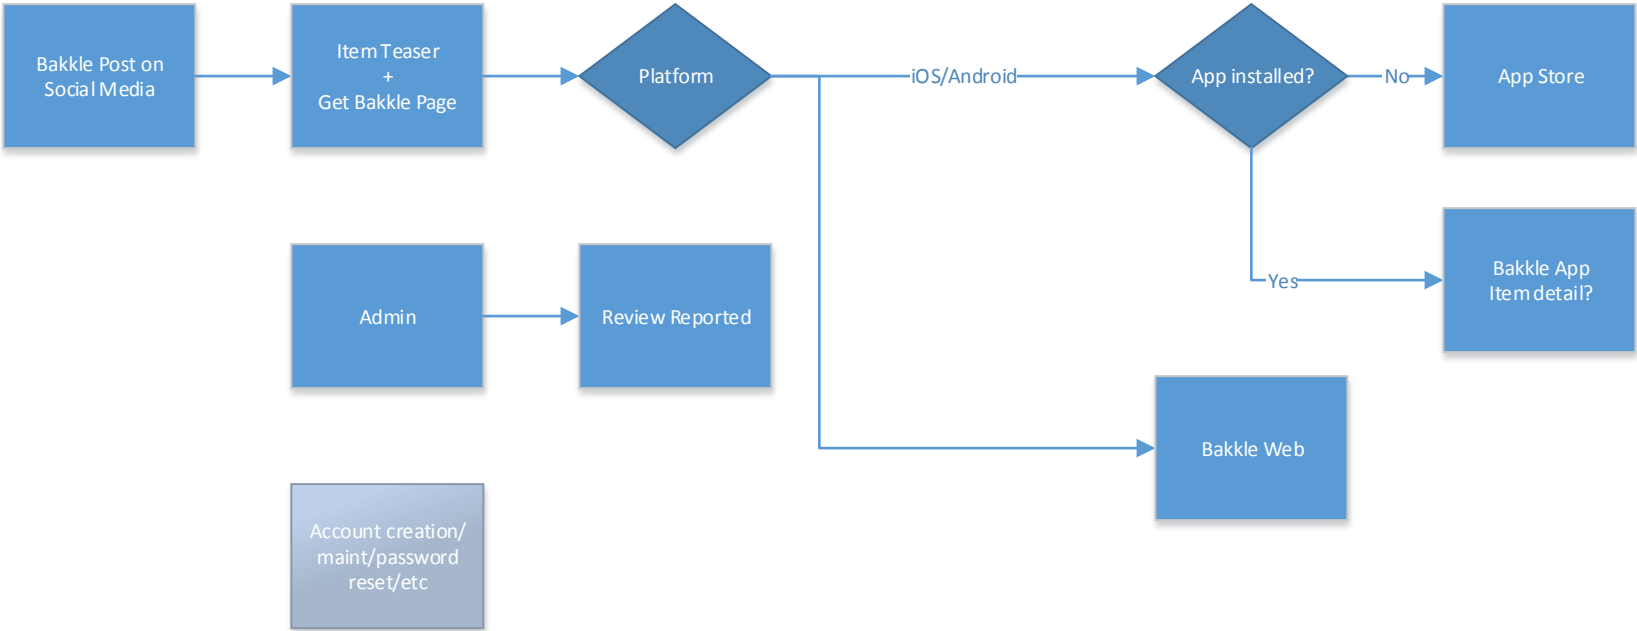 Bakkle Post on
Social Media
Item Teaser
+
Get Bakkle Page
Platform
iOS/Android
App installed?
No
App Store
Yes
Bakkle App
Item detail?
Admin
Review Reported
Bakkle Web
Account creation/
maint/password
reset/etc